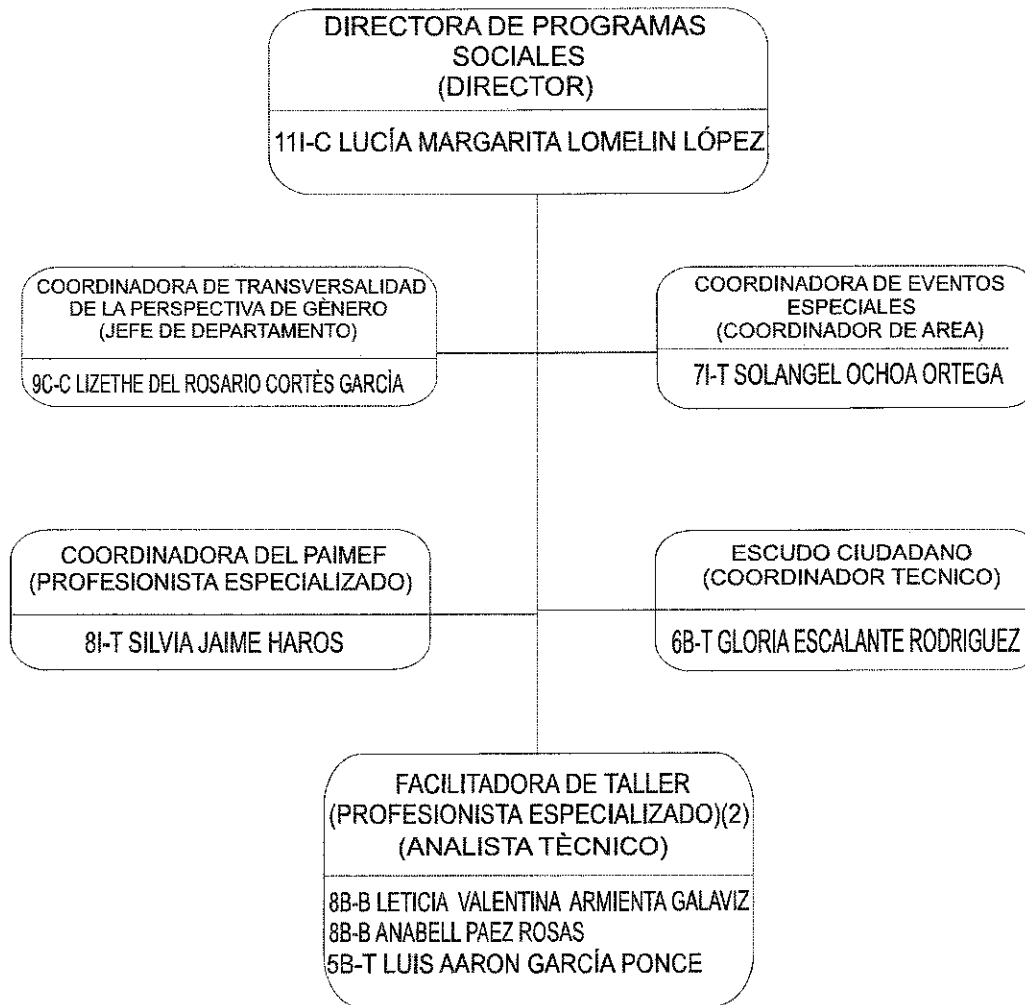 DIRECTORA DE PROGRAMAS
SOCIALES
(DIRECTOR)
11I-C LUCÍA MARGARITA LOMELIN LÓPEZ
COORDINADORA DE TRANSVERSALIDAD
DE LA PERSPECTIVA DE GÈNERO
(JEFE DE DEPARTAMENTO)
9C-C LIZETHE DEL ROSARIO CORTÈS GARCÌA
COORDINADORA DE EVENTOS
ESPECIALES
(COORDINADOR DE AREA)
7I-T SOLANGEL OCHOA ORTEGA
COORDINADORA DEL PAIMEF
(PROFESIONISTA ESPECIALIZADO)
8I-T SILVIA JAIME HAROS
ESCUDO CIUDADANO
(COORDINADOR TECNICO)
6B-T GLORIA ESCALANTE RODRIGUEZ
FACILITADORA DE TALLER
(PROFESIONISTA ESPECIALIZADO)(2)
(ANALISTA TÈCNICO)
8B-B LETICIA VALENTINA ARMIENTA GALAVIZ
8B-B ANABELL PAEZ ROSAS
5B-T LUIS AARON GARCÍA PONCE